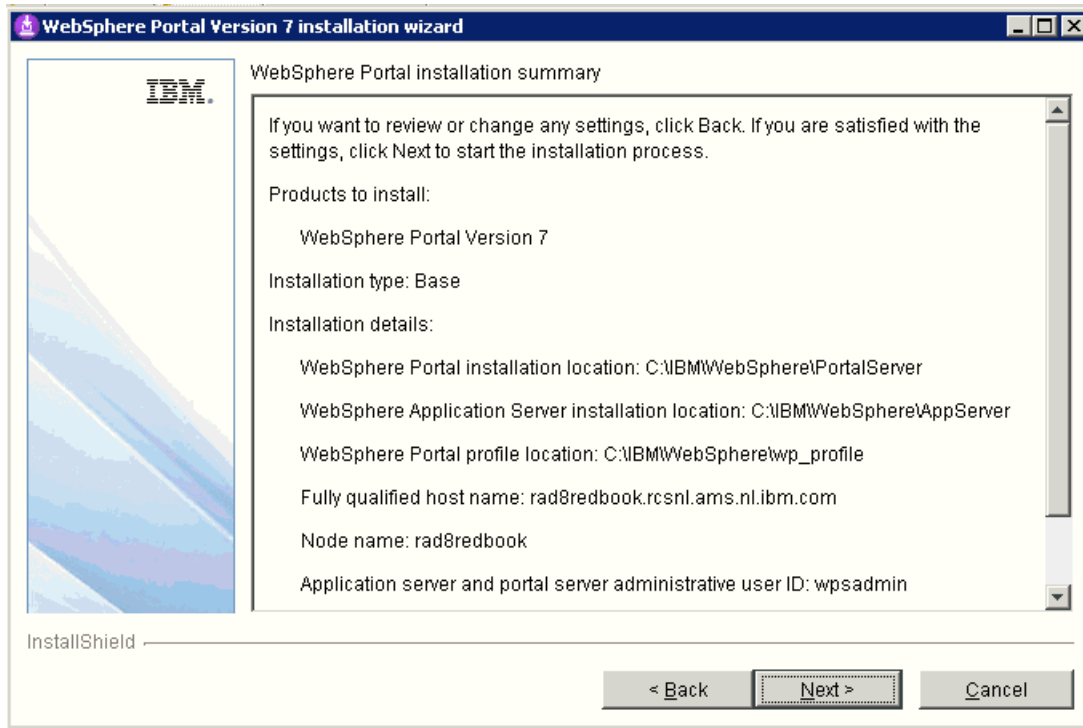 WebSphere Portal Version 7 installation wizard
IBM.
WebSphere Portal installation summary
If you want to review or change any settings, click Back. If you are satisfied with the
settings, click Next to start the installation process.
Products to install:
WebSphere Portal Version 7
Installation type: Base
Installation details:
WebSphere Portal installation location: C:\IBM\WebSphere\PortalServer
WebSphere Application Server installation location: C:\IBM\WebSphere\AppServer
WebSphere Portal profile location: C:\IBM\WebSphere\wp_profile
Fully qualified host name: rad8redbook.rcsnl.ams.nl.ibm.com
Node name: rad8redbook
Application server and portal server administrative user ID: wpsadmin
InstallShield
< Back
Next >
Cancel